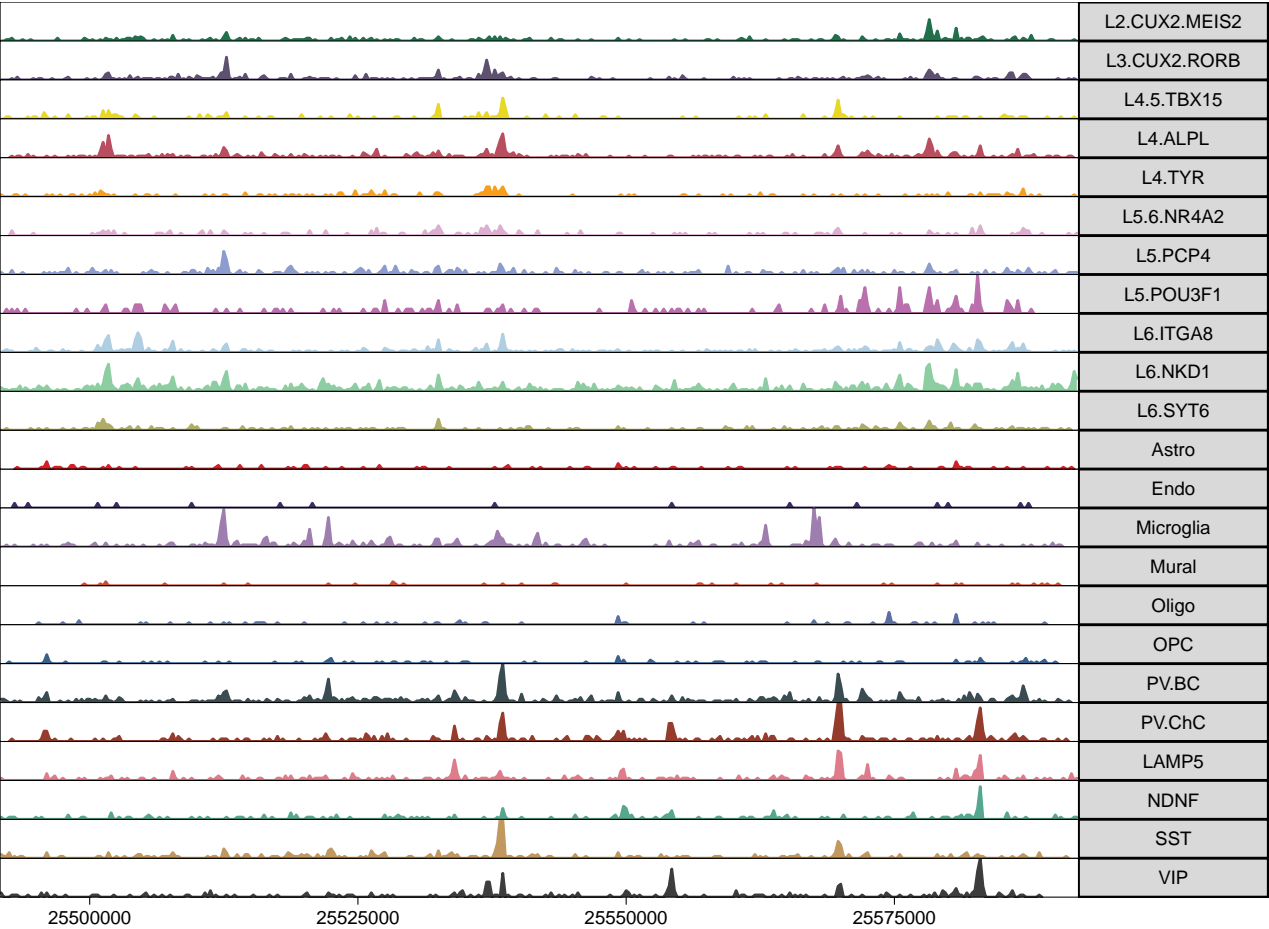 L2.CUX2.MEIS2
L3.CUX2.RORB
L4.5.TBX15
L4.ALPL
L4.TYR
L5.6.NR4A2
L5.PCP4
L5.POU3F1
L6.ITGA8
L6.NKD1
L6.SYT6
Astro
Endo
Microglia
Mural
Oligo
OPC
PV.BC
PV.ChC
LAMP5
NDNF
SST
VIP
25500000 25525000 25550000 25575000